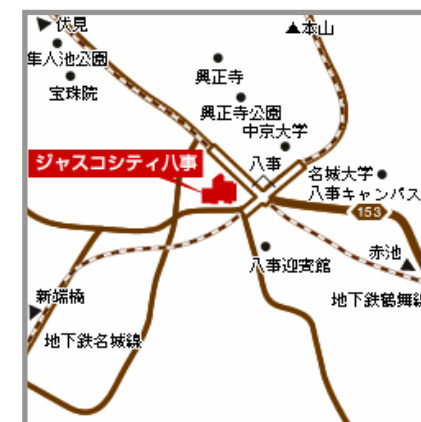 伏見
本山
隼人池公園
宝珠院
興正寺
興正寺公園
中京大学
八事
ジャスコシティ八事
名城大学
八事キャンパス
153
八事迎賓館
赤池
地下鉄鶴舞線
新瑞橋
地下鉄名城線